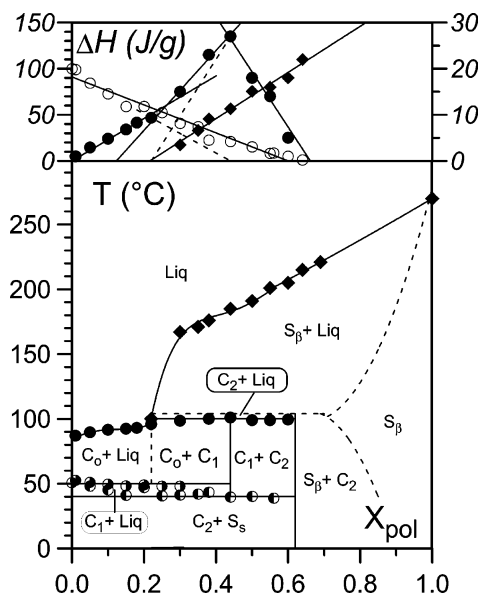 150
ΔH (J/g)
30
100
20
50
10
0
0
T (°C)
250
Liq
200
Sβ+ Liq
150
C2+ Liq
100
Sβ
Co+ Liq
Co+ C1
C1+ C2
Sβ+ C2
50
C1+ Liq
C2+ Ss
Xpol
0
0.0
0.2
0.4
0.6
0.8
1.0